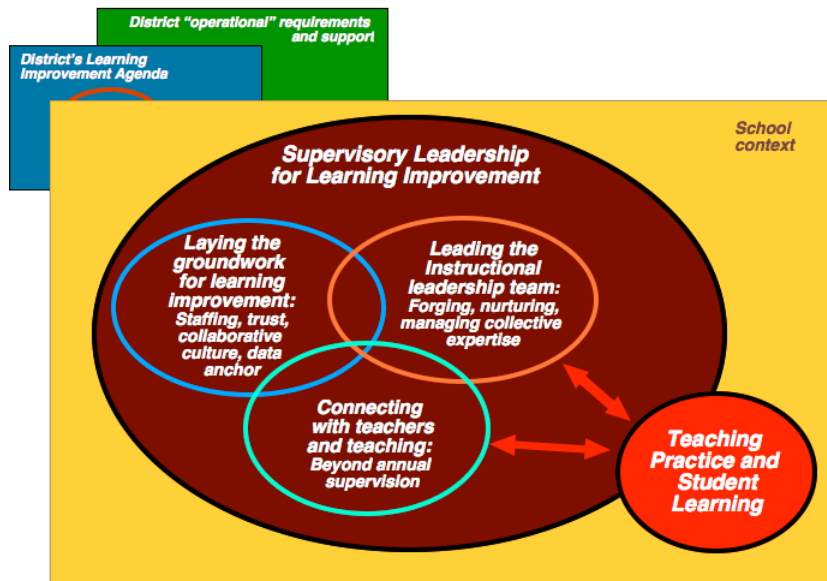 District “operational” requirements
and support
District’s Learning
Improvement Agenda
School
context
Supervisory Leadership
for Learning Improvement
Laying the
groundwork
for learning
improvement:
Staffing, trust,
collaborative
culture, data
anchor
Leading the
Instructional
leadership team:
Forging, nurturing,
managing collective
expertise
Connecting
with teachers
and teaching:
Beyond annual
supervision
Teaching
Practice and
Student
Learning